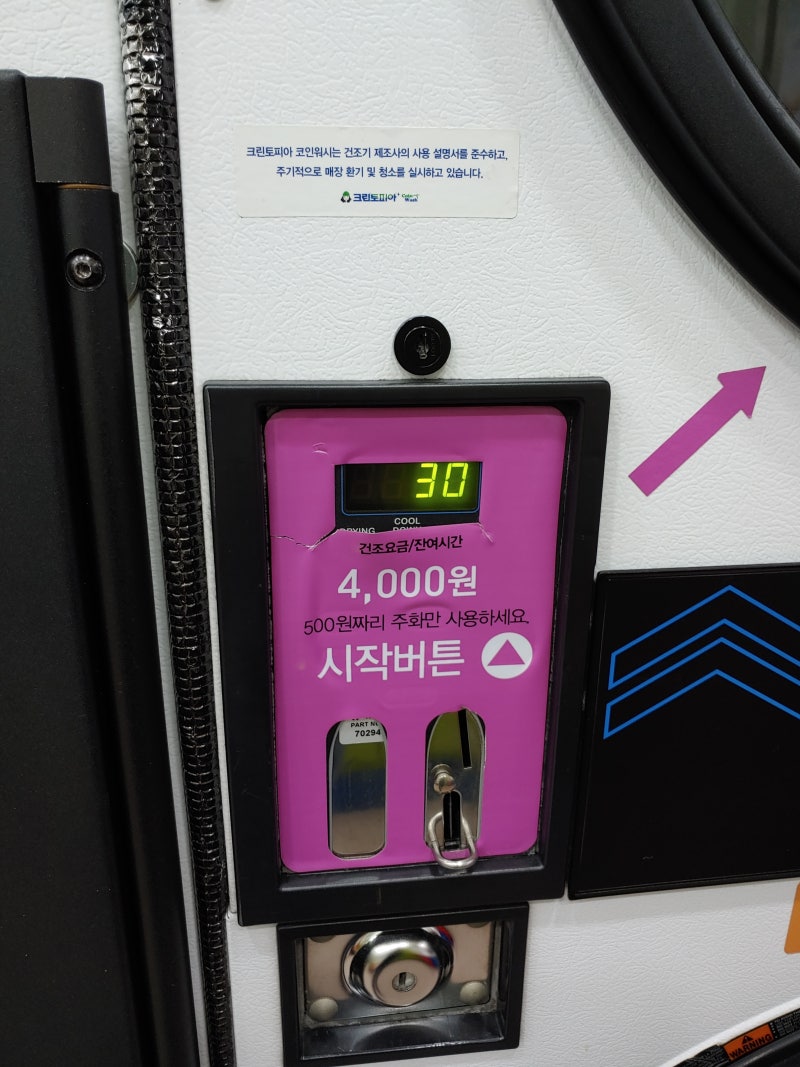 크린토피아 코인워시는 건조기 제조사의 사용 설명서를 준수하고,
주기적으로 매장 환기 및 청소를 실시하고 있습니다.
크린토피아+ Coin Wash
30
COOL
건조요금/잔여시간
4,000원
500원짜리 주화만 사용하세요.
시작버튼
PART
70294
WARNING